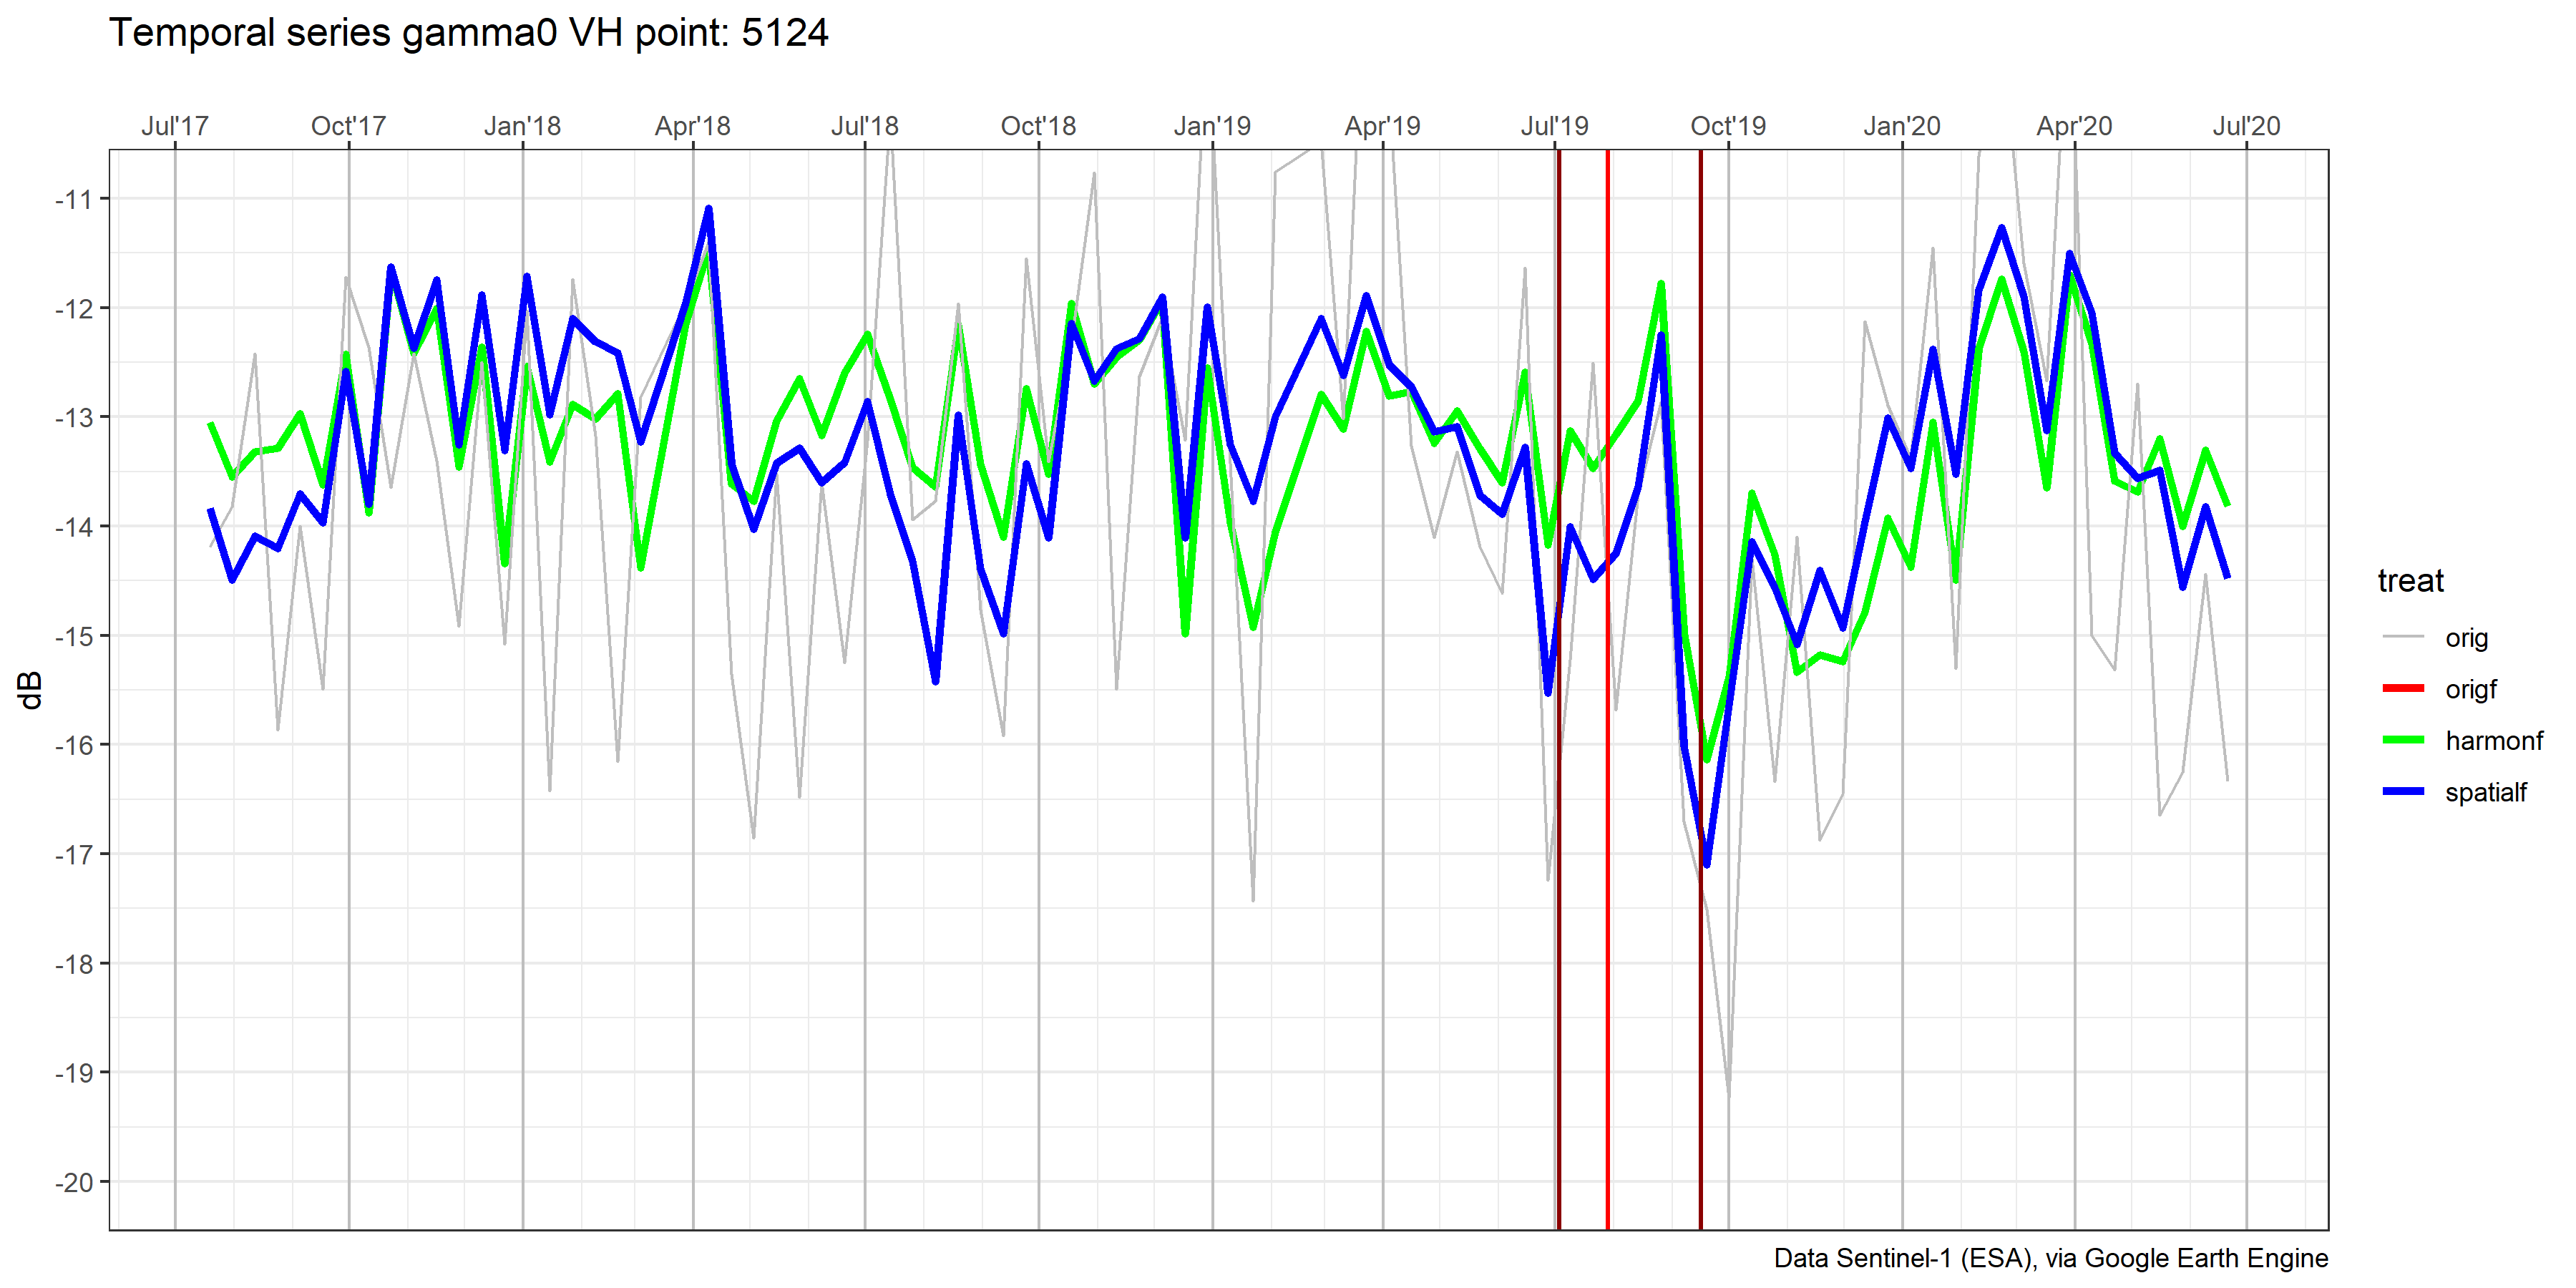 Temporal series gamma0 VH point: 5124
Jul'17 Oct'17 Jan'18 Apr'18 Jul'18 Oct'18 Jan'19 Apr'19 Jul'19 Oct'19 Jan'20 Apr'20 Jul'20
-11
-12
-13
-14
-15
-16
-17
-18
-19
-20
dB
treat
orig
origf
harmonf
spatialf
Data Sentinel-1 (ESA), via Google Earth Engine